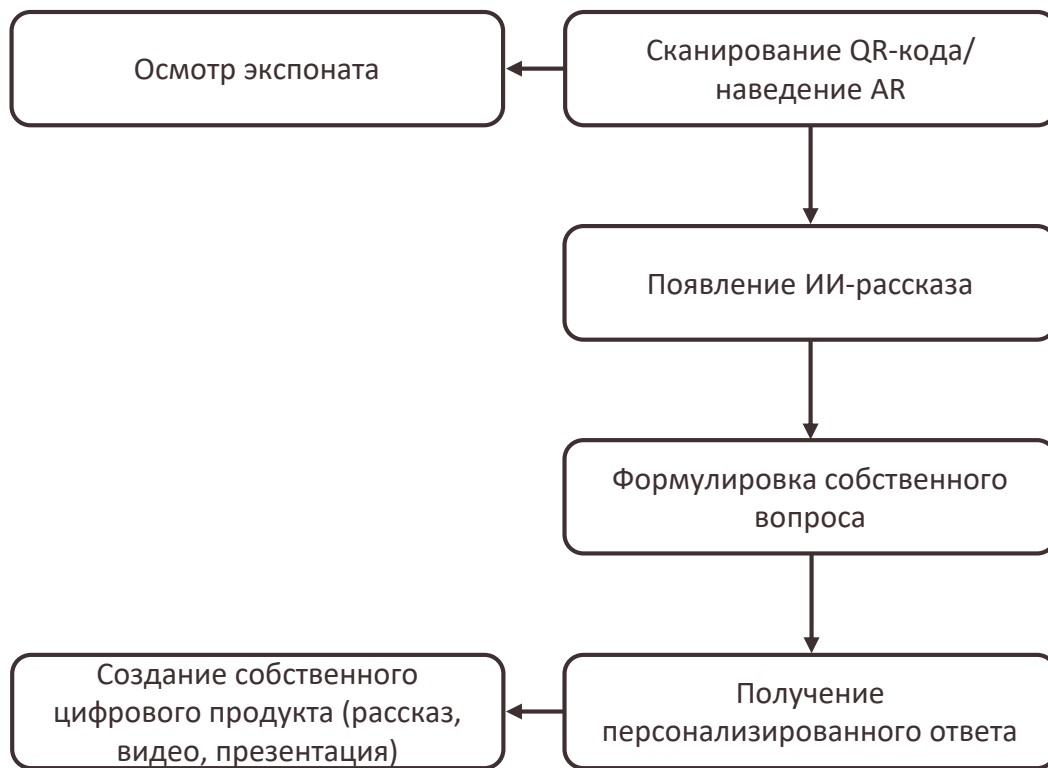 Осмотр экспоната
Сканирование QR-кода/
наведение AR
Появление ИИ-рассказа
Формулировка собственного
вопроса
Создание собственного
цифрового продукта (рассказ,
видео, презентация)
Получение
персонализированного ответа